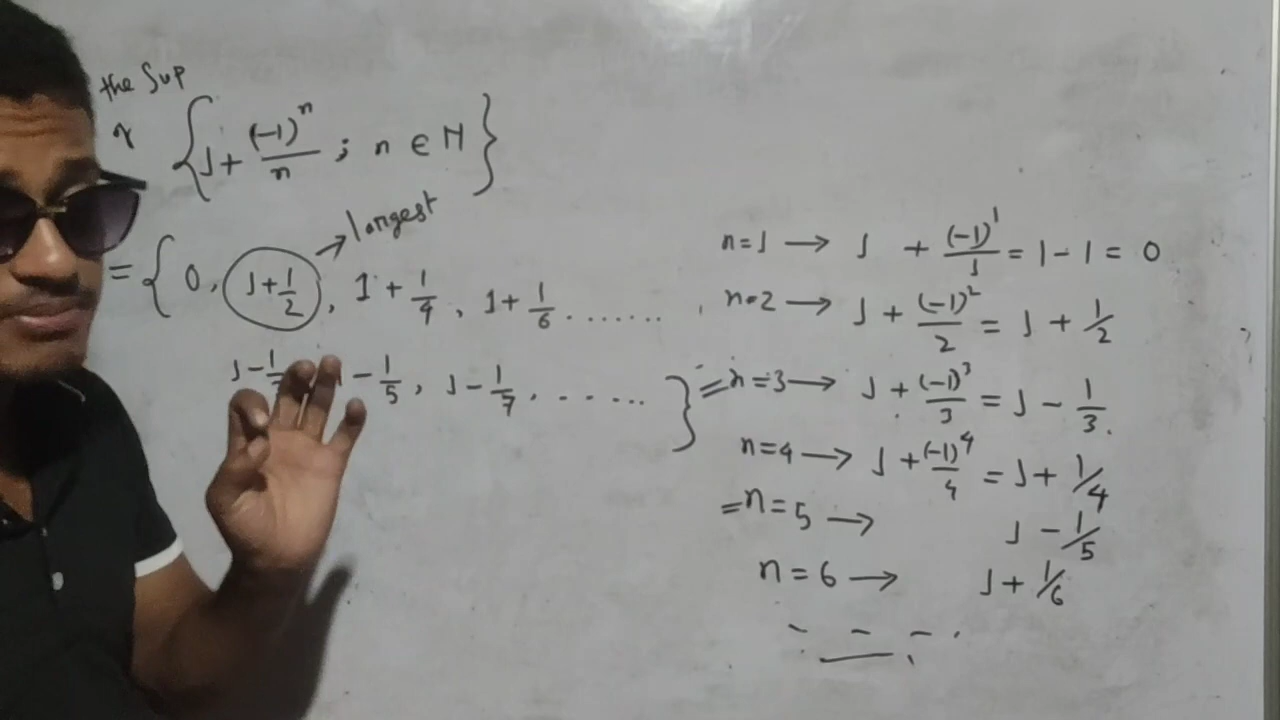 the Sup
{1 + (-1)^n/n ; n ∈ N}
→ largest
= {0, 1+1/2, 1+1/4, 1+1/6 .......,
1-1/ 1-1/5, 1-1/7, ...... }
n=1 → 1 + (-1)^1/1 = 1-1 = 0
n=2 → 1 + (-1)^2/2 = 1 + 1/2
=n=3 → 1 + (-1)^3/3 = 1 - 1/3.
n=4 → 1 + (-1)^4/4 = 1 + 1/4
=n=5 → 1 - 1/5
n=6 → 1 + 1/6